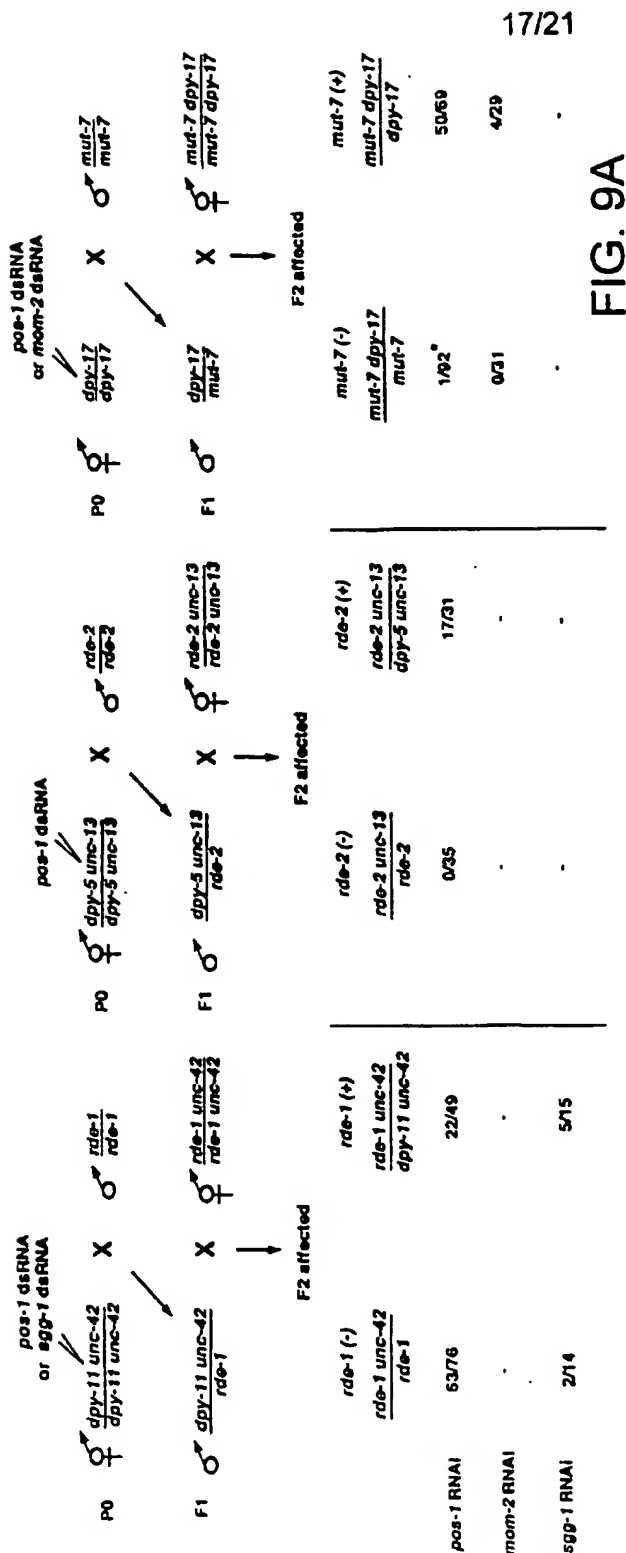 17/21
pos-1 dsRNA
or sgg-1 dsRNA
P0 ⚥ dpy-11 unc-42 / dpy-11 unc-42 X ♂ rde-1 / rde-1
F1 ♂ dpy-11 unc-42 / rde-1 X ⚥ rde-1 unc-42 / rde-1 unc-42
F2 affected
rde-1 (-) rde-1 (+)
rde-1 unc-42 / rde-1 rde-1 unc-42 / dpy-11 unc-42
pos-1 RNAi 63/76 22/49
mom-2 RNAi - -
sgg-1 RNAi 2/14 5/15
pos-1 dsRNA
P0 ⚥ dpy-5 unc-13 / dpy-5 unc-13 X ♂ rde-2 / rde-2
F1 ♂ dpy-5 unc-13 / rde-2 X ⚥ rde-2 unc-13 / rde-2 unc-13
F2 affected
rde-2 (-) rde-2 (+)
rde-2 unc-13 / rde-2 rde-2 unc-13 / dpy-5 unc-13
0/35 17/31
- -
- -
pos-1 dsRNA
or mom-2 dsRNA
P0 ⚥ dpy-17 / dpy-17 X ♂ mut-7 / mut-7
F1 ♂ dpy-17 / mut-7 X ⚥ mut-7 dpy-17 / mut-7 dpy-17
F2 affected
mut-7 (-) mut-7 (+)
mut-7 dpy-17 / mut-7 mut-7 dpy-17 / dpy-17
1/92* 50/69
0/31 4/29
- -
FIG. 9A